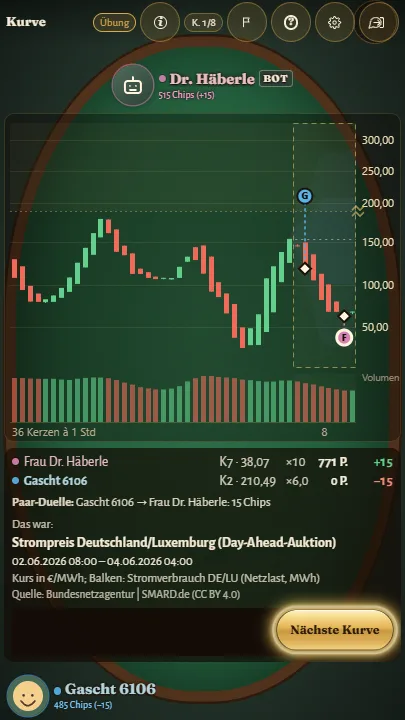 Kurve
Übung
K. 1/8
Dr. Häberle BOT
515 Chips (+15)
300,00
250,00
200,00
150,00
100,00
50,00
G
F
Volumen
36 Kerzen à 1 Std
8
Frau Dr. Häberle K7 · 38,07 ×10 771 P. +15
Gascht 6106 K2 · 210,49 ×6,0 0 P. −15
Paar-Duelle: Gascht 6106 → Frau Dr. Häberle: 15 Chips
Das war:
Strompreis Deutschland/Luxemburg (Day-Ahead-Auktion)
02.06.2026 08:00 – 04.06.2026 04:00
Kurs in €/MWh; Balken: Stromverbrauch DE/LU (Netzlast, MWh)
Quelle: Bundesnetzagentur | SMARD.de (CC BY 4.0)
Nächste Kurve
Gascht 6106
485 Chips (−15)